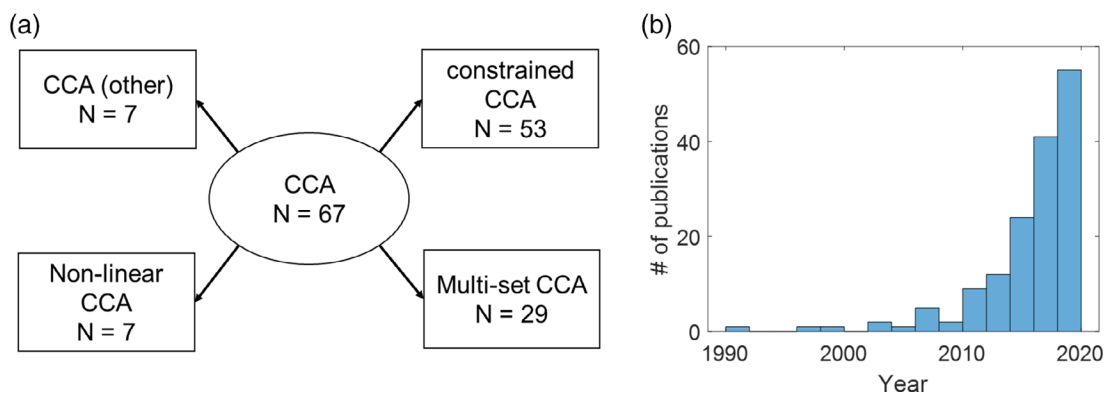 (a)
CCA (other)
N = 7
constrained
CCA
N = 53
CCA
N = 67
Non-linear
CCA
N = 7
Multi-set CCA
N = 29
(b)
# of publications
60
40
20
0
1990
2000
2010
2020
Year